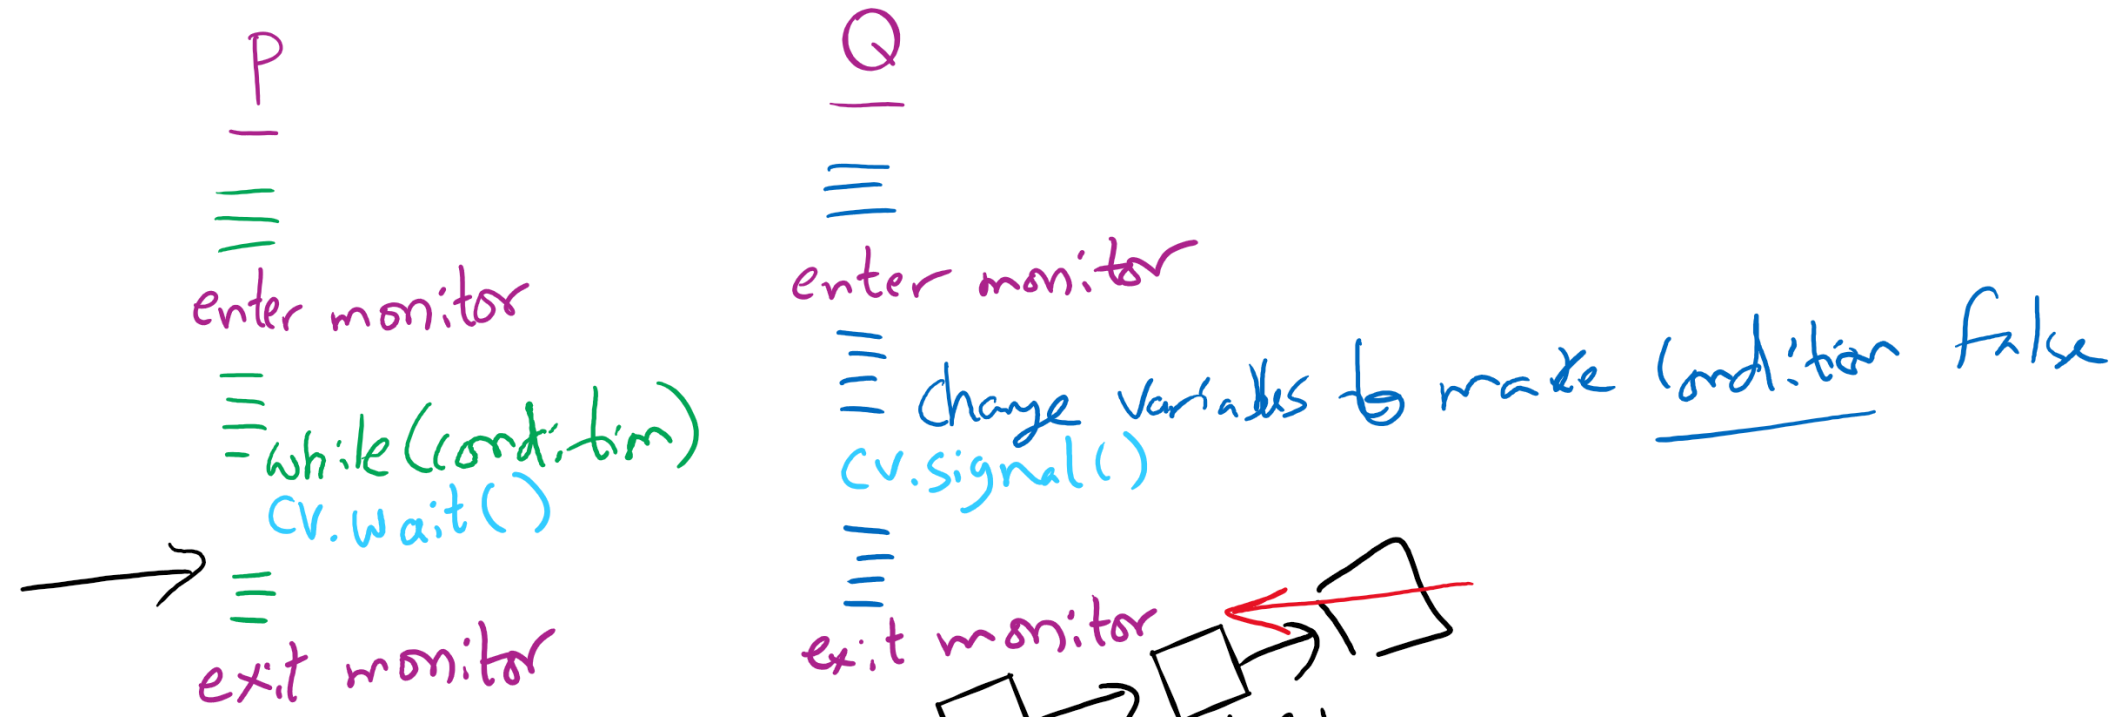 P
enter monitor
while(condition)
cv.wait()
exit monitor
Q
enter monitor
change variables to make condition false
cv.signal()
exit monitor